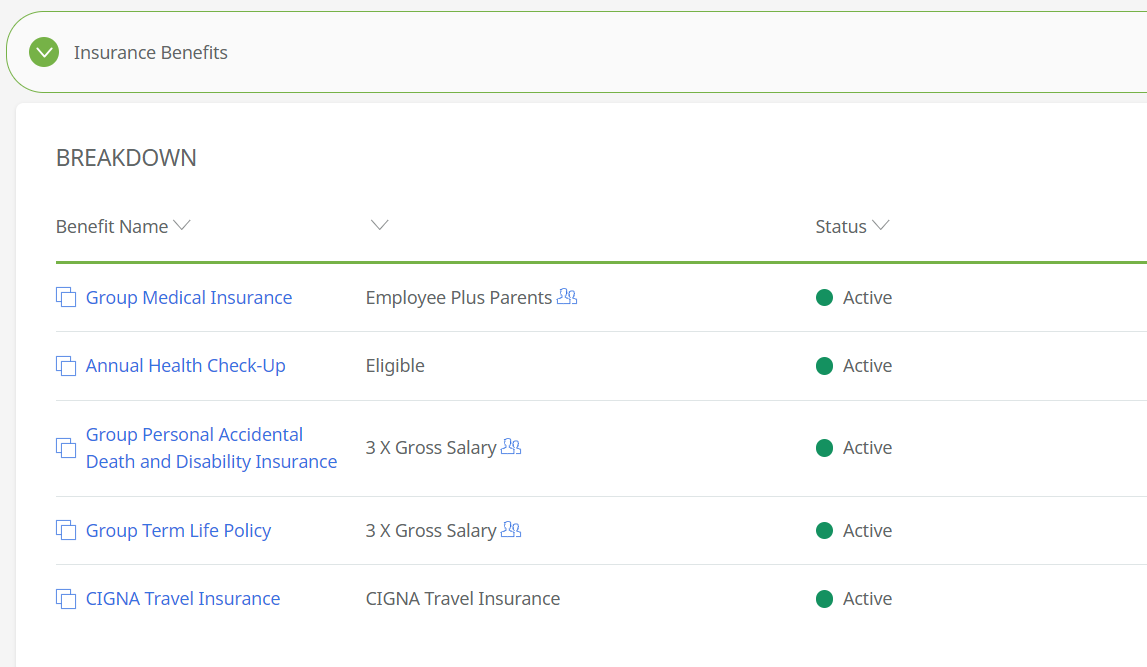 Insurance Benefits
BREAKDOWN
Benefit Name Status
Group Medical Insurance Employee Plus Parents Active
Annual Health Check-Up Eligible Active
Group Personal Accidental
Death and Disability Insurance 3 X Gross Salary Active
Group Term Life Policy 3 X Gross Salary Active
CIGNA Travel Insurance CIGNA Travel Insurance Active